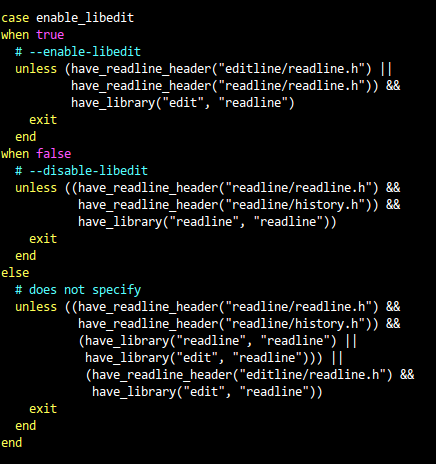 case enable_libedit
when true
  # --enable-libedit
  unless (have_readline_header("editline/readline.h") ||
          have_readline_header("readline/readline.h")) &&
          have_library("edit", "readline")
    exit
  end
when false
  # --disable-libedit
  unless ((have_readline_header("readline/readline.h") &&
           have_readline_header("readline/history.h")) &&
           have_library("readline", "readline"))
    exit
  end
else
  # does not specify
  unless ((have_readline_header("readline/readline.h") &&
           have_readline_header("readline/history.h")) &&
           (have_library("readline", "readline") ||
            have_library("edit", "readline"))) ||
            (have_readline_header("editline/readline.h") &&
             have_library("edit", "readline"))
    exit
  end
end